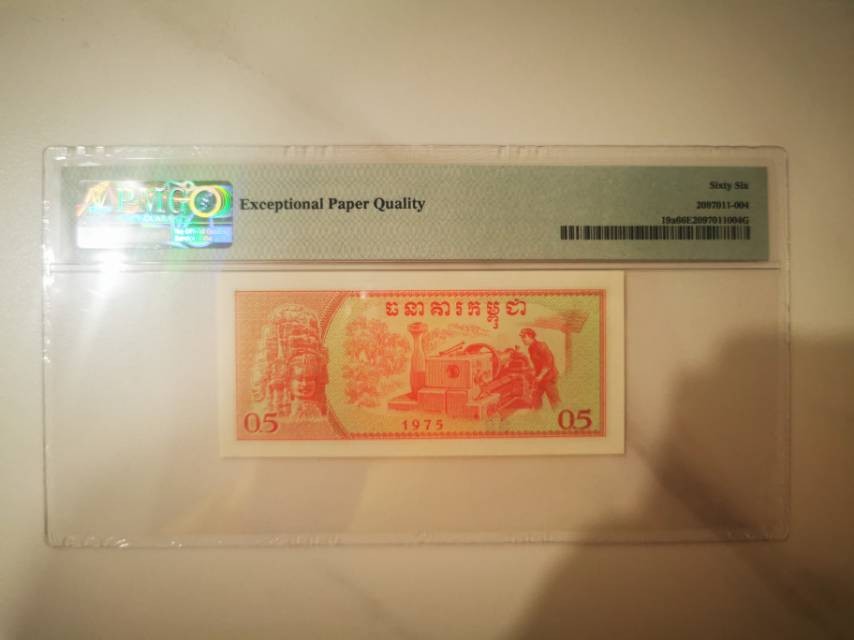 PMG
Exceptional Paper Quality
Sixty Six
2097011-004
19a66E2097011004G
ធនាគារកម្ពុជា
05
1975
05